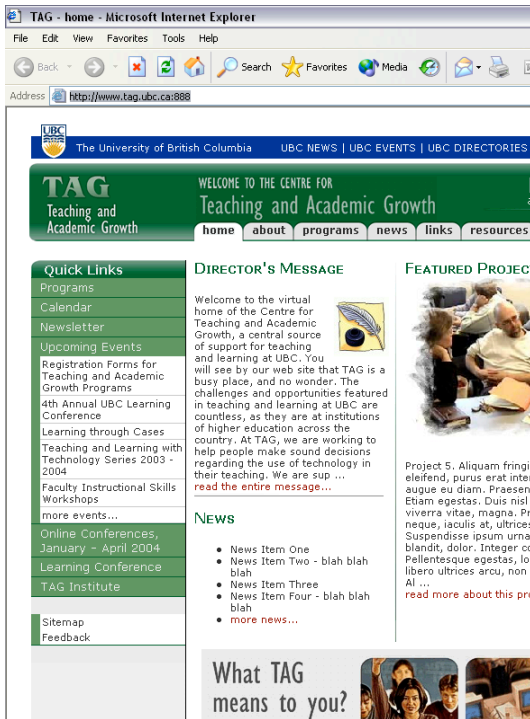 TAG - home - Microsoft Internet Explorer
File Edit View Favorites Tools Help
Back Search Favorites Media
Address http://www.tag.ubc.ca:888
UBC
The University of British Columbia UBC NEWS | UBC EVENTS | UBC DIRECTORIES
TAG
Teaching and
Academic Growth
WELCOME TO THE CENTRE FOR
Teaching and Academic Growth
home about programs news links resources
Quick Links
Programs
Calendar
Newsletter
Upcoming Events
Registration Forms for
Teaching and Academic
Growth Programs
4th Annual UBC Learning
Conference
Learning through Cases
Teaching and Learning with
Technology Series 2003 -
2004
Faculty Instructional Skills
Workshops
more events...
Online Conferences,
January - April 2004
Learning Conference
TAG Institute
Sitemap
Feedback
DIRECTOR'S MESSAGE
Welcome to the virtual
home of the Centre for
Teaching and Academic
Growth, a central source
of support for teaching
and learning at UBC. You
will see by our web site that TAG is a
busy place, and no wonder. The
challenges and opportunities featured
in teaching and learning at UBC are
countless, as they are at institutions
of higher education across the
country. At TAG, we are working to
help people make sound decisions
regarding the use of technology in
their teaching. We are sup ...
read the entire message...
NEWS
News Item One
News Item Two - blah blah
blah
News Item Three
News Item Four - blah blah
blah
more news...
FEATURED PROJEC
Project 5. Aliquam fringi
eleifend, purus erat inter
augue eu diam. Praesen
Etiam egestas. Duis nisl
viverra vitae, magna. Pr
neque, iaculis at, ultrices
Suspendisse ipsum urna
blandit, dolor. Integer co
Pellentesque egestas, lo
libero ultrices arcu, non
Al ...
read more about this pro
What TAG
means to you?